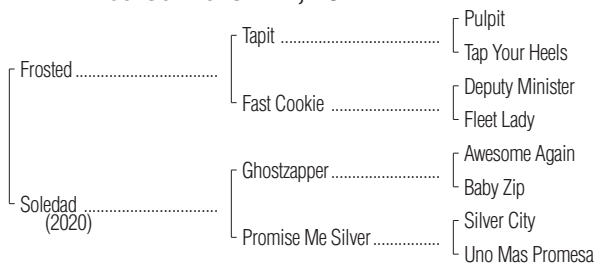 Pulpit
Tapit ........................................
Tap Your Heels
Frosted ....................................
Deputy Minister
Fast Cookie ...........................
Fleet Lady
Awesome Again
Ghostzapper...........................
Baby Zip
Soledad ..................................
(2020)
Silver City
Promise Me Silver................
Uno Mas Promesa